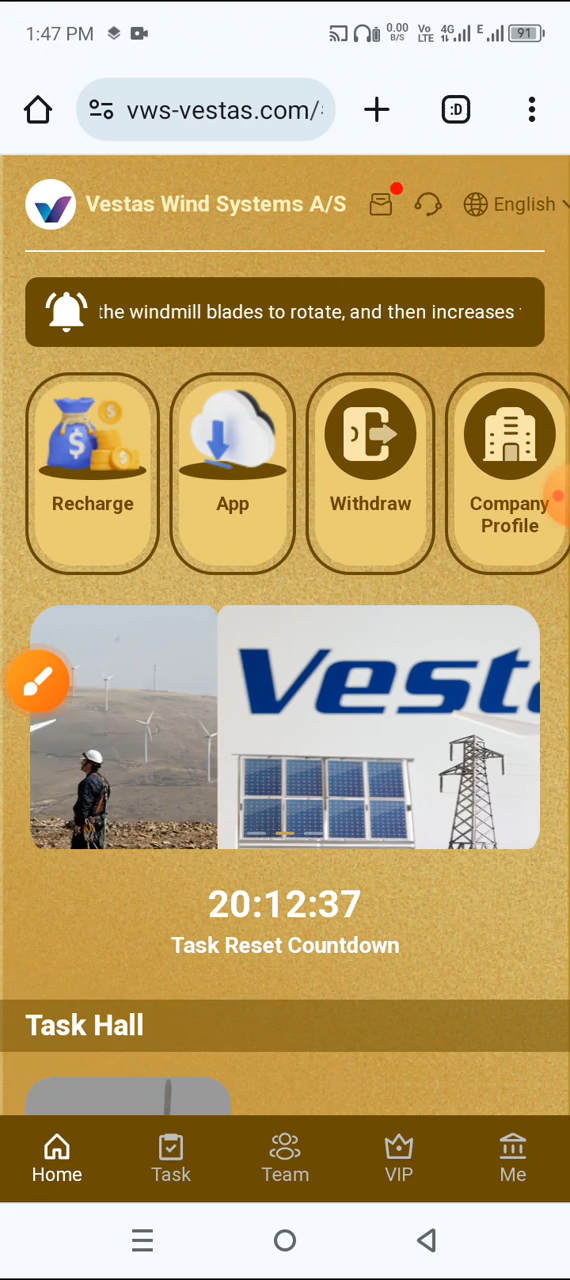 1:47 PM
0.00
B/S
Vo
LTE
4G
E
91
vws-vestas.com/
:D
Vestas Wind Systems A/S
English
the windmill blades to rotate, and then increases
Recharge
App
Withdraw
Company
Profile
Vest
20:12:37
Task Reset Countdown
Task Hall
Home
Task
Team
VIP
Me